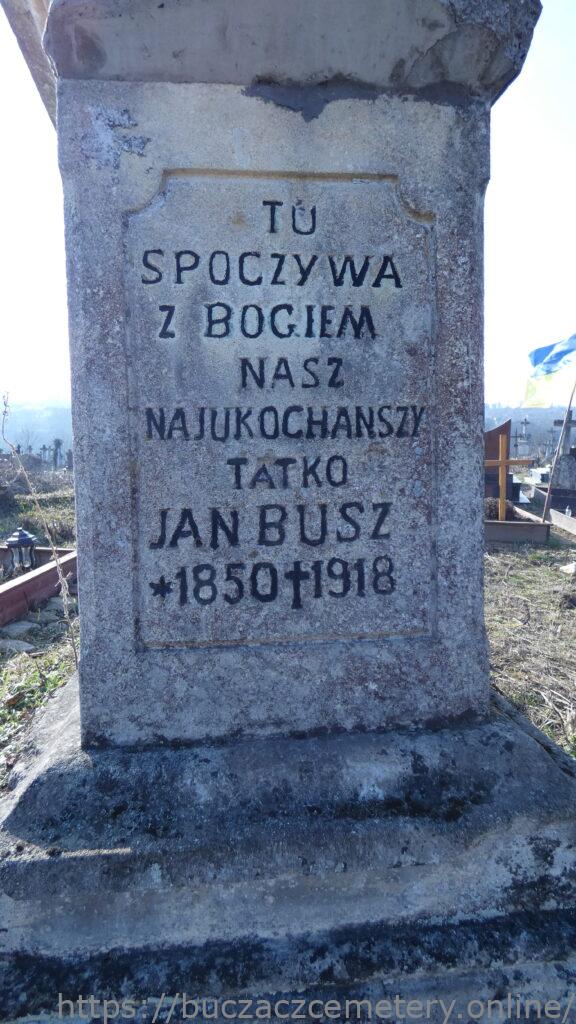 TU
SPOCZYWA
Z BOGIEM
NASZ
NAJUKOCHANSZY
TATKO
JAN BUSZ
*1850†1918
https://buczaczcemetery.online/